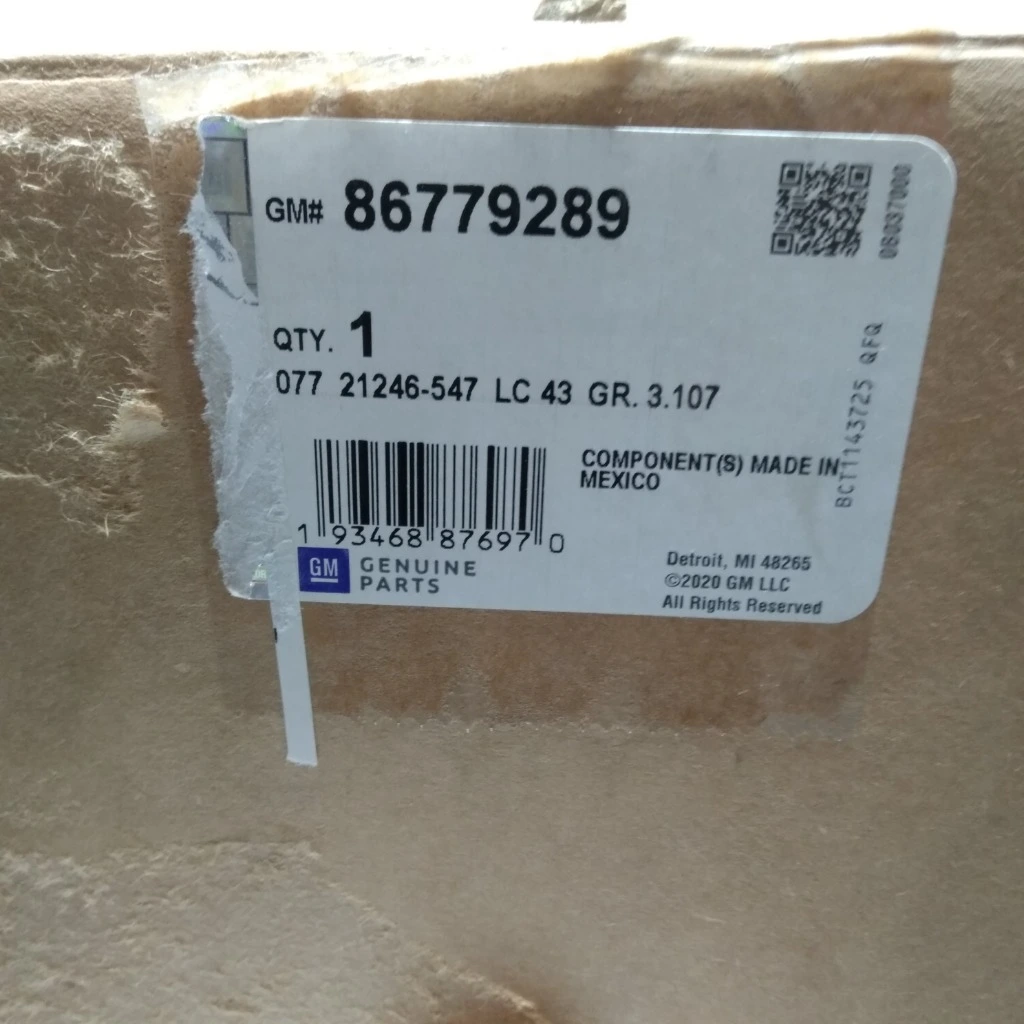 GM# 86779289
QTY. 1
077 21246-547 LC 43 GR. 3.107
COMPONENT(S) MADE IN
MEXICO
1 93468 87697 0
GM GENUINE
PARTS
Detroit, MI 48265
©2020 GM LLC
All Rights Reserved
BCT1143725 QFQ